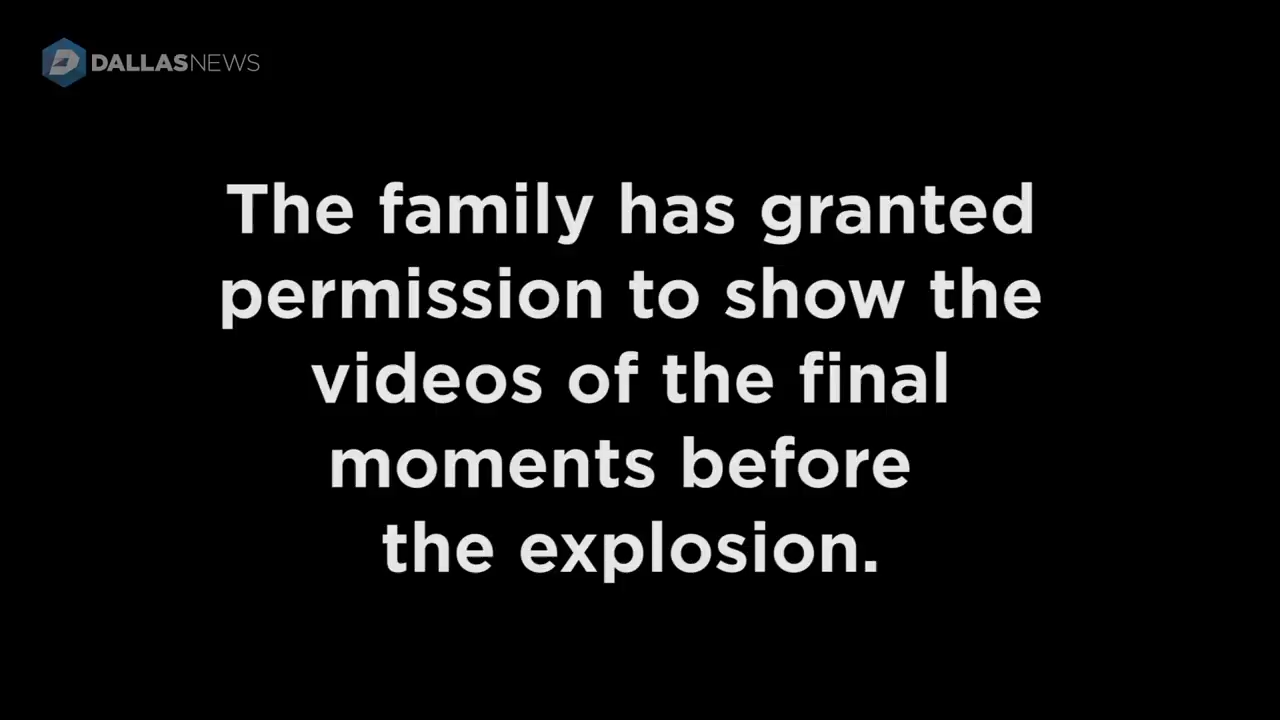 DALLASNEWS
The family has granted
permission to show the
videos of the final
moments before
the explosion.